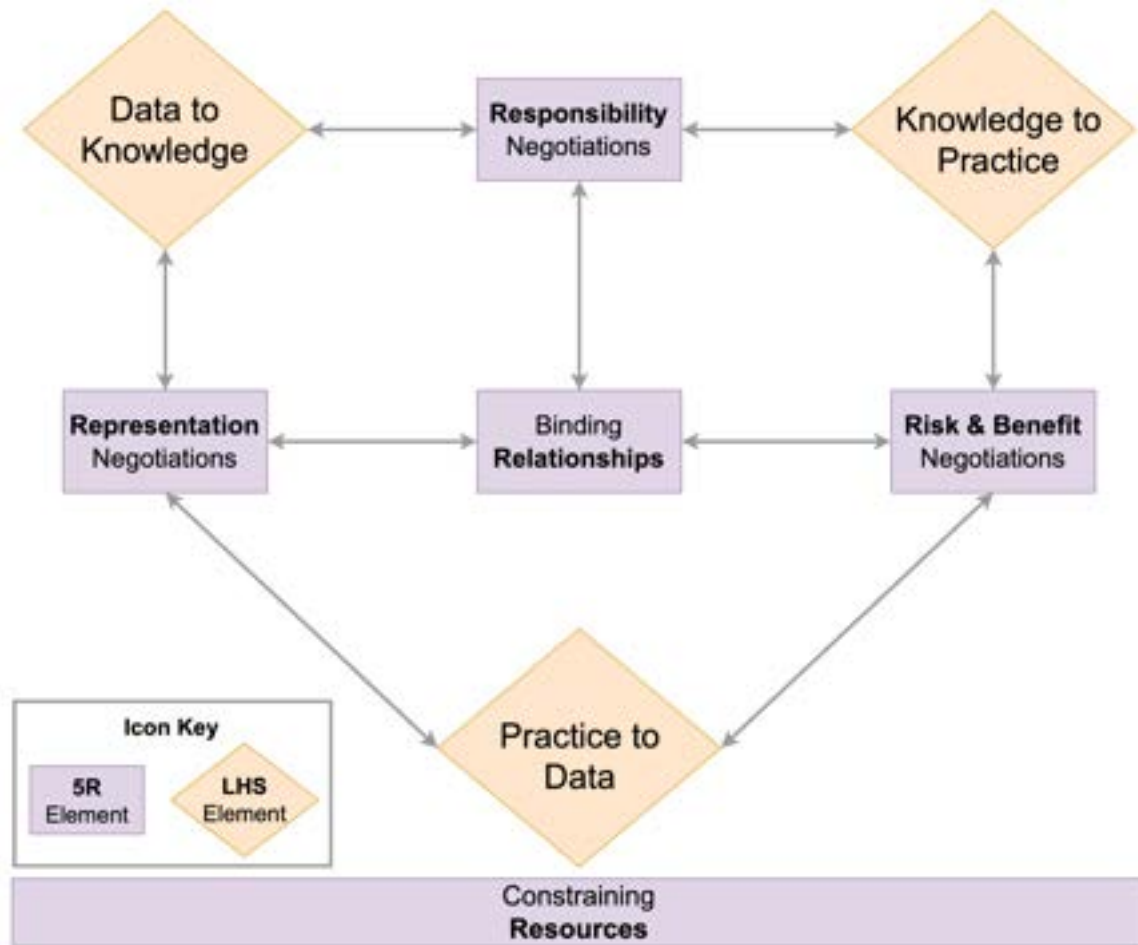 Data to
Knowledge
Responsibility
Negotiations
Knowledge to
Practice
Representation
Negotiations
Binding
Relationships
Risk & Benefit
Negotiations
Practice to
Data
Icon Key
5R
Element
LHS
Element
Constraining
Resources